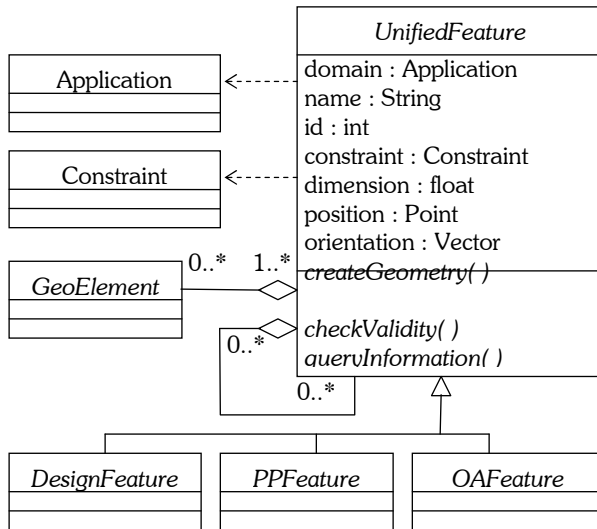 UnifiedFeature
domain : Application
name : String
id : int
constraint : Constraint
dimension : float
position : Point
orientation : Vector
createGeometry( )
checkValidity( )
queryInformation( )
Application
Constraint
GeoElement
0..*
1..*
0..*
0..*
DesignFeature
PPFeature
OAFeature